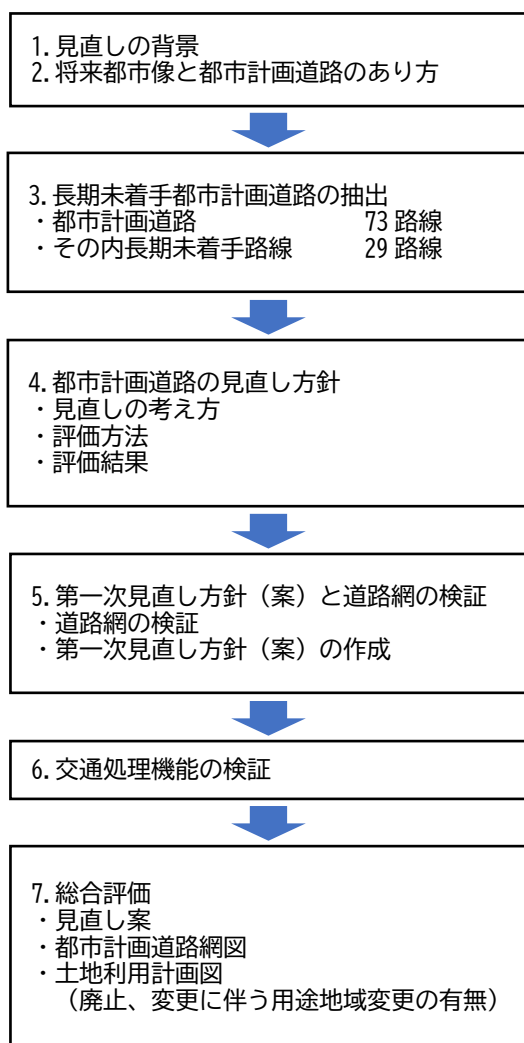 1.見直しの背景
2.将来都市像と都市計画道路のあり方
3.長期未着手都市計画道路の抽出
・都市計画道路 73 路線
・その内長期未着手路線 29 路線
4.都市計画道路の見直し方針
・見直しの考え方
・評価方法
・評価結果
5.第一次見直し方針（案）と道路網の検証
・道路網の検証
・第一次見直し方針（案）の作成
6.交通処理機能の検証
7.総合評価
・見直し案
・都市計画道路網図
・土地利用計画図
（廃止、変更に伴う用途地域変更の有無）